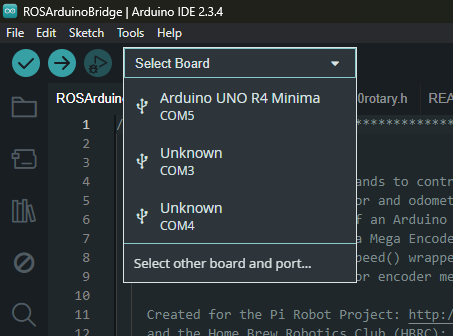 ROSArduinoBridge | Arduino IDE 2.3.4
File Edit Sketch Tools Help
Select Board
ROSArduin
0rotary.h
REA
Arduino UNO R4 Minima
COM5
Unknown
COM3
Unknown
COM4
Select other board and port...
1 /
2
3
4 ands to contr
5 or and odomet
6 f an Arduino
7 a Mega Encode
8 peed() wrappe
9 or encoder me
10
11 Created for the Pi Robot Project: http:/
12 and the Home Brew Robotics Club (HBRC):